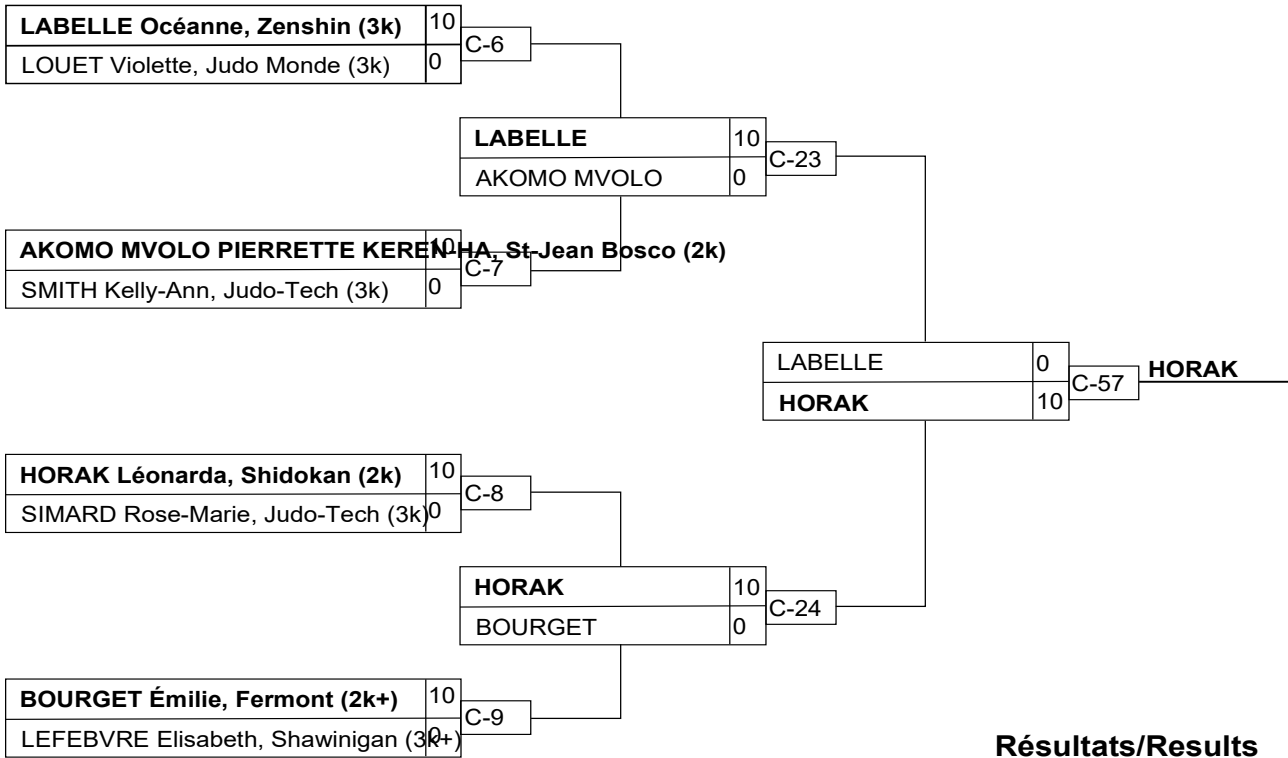 LABELLE Océanne, Zenshin (3k) 10
C-6
LOUET Violette, Judo Monde (3k) 0
LABELLE 10
C-23
AKOMO MVOLO 0
AKOMO MVOLO PIERRETTE KEREN-HA, St-Jean Bosco (2k) 10
C-7
SMITH Kelly-Ann, Judo-Tech (3k) 0
LABELLE 0
C-57 HORAK
HORAK 10
HORAK Léonarda, Shidokan (2k) 10
C-8
SIMARD Rose-Marie, Judo-Tech (3k) 0
HORAK 10
C-24
BOURGET 0
BOURGET Émilie, Fermont (2k+) 10
C-9
LEFEBVRE Elisabeth, Shawinigan (3k+) 0
Résultats/Results